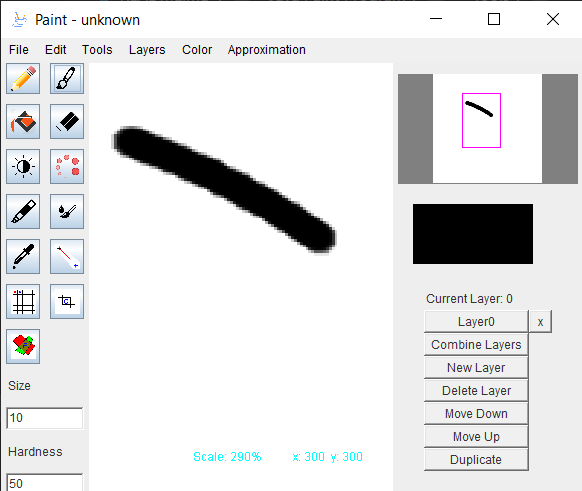 Paint - unknown
File Edit Tools Layers Color Approximation
Size
10
Hardness
50
Scale: 290% x: 300 y: 300
Current Layer: 0
Layer0 x
Combine Layers
New Layer
Delete Layer
Move Down
Move Up
Duplicate